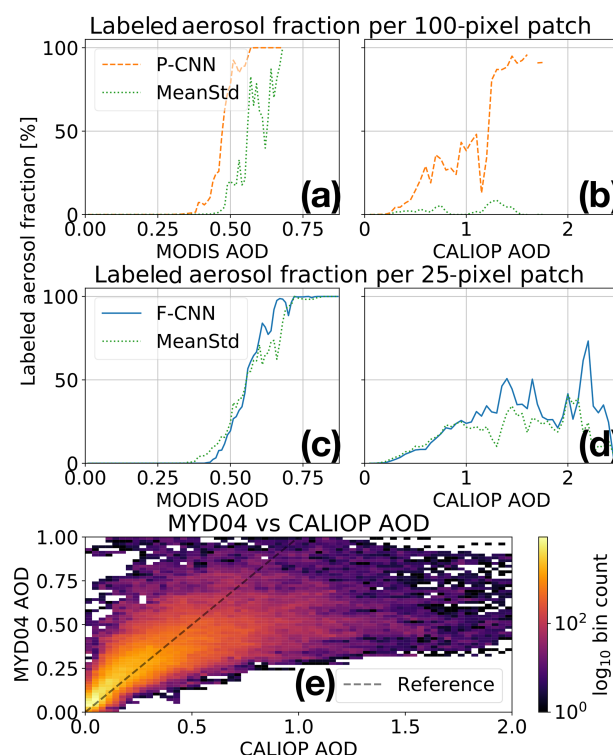 Labeled aerosol fraction per 100-pixel patch
Labeled aerosol fraction [%]
100
50
0
P-CNN
MeanStd
(a)
(b)
0.00 0.25 0.50 0.75
0 1 2
MODIS AOD
CALIOP AOD
Labeled aerosol fraction per 25-pixel patch
100
50
0
F-CNN
MeanStd
(c)
(d)
0.00 0.25 0.50 0.75
0 1 2
MODIS AOD
CALIOP AOD
MYD04 vs CALIOP AOD
MYD04 AOD
1.00
0.75
0.50
0.25
0.00
(e)
Reference
0.0 0.5 1.0 1.5 2.0
CALIOP AOD
10²
10⁰
log₁₀ bin count